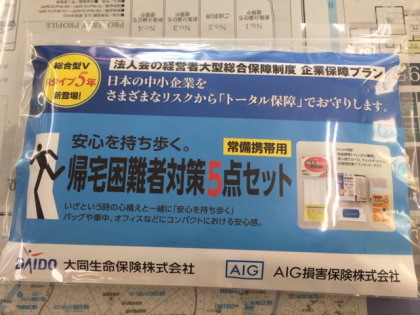 総合型V
Rタイプ5年
新登場!
法人会の経営者大型総合保障制度 企業保障プラン
日本の中小企業を
さまざまなリスクから「トータル保障」でお守りします。
安心を持ち歩く。
常備携帯用
帰宅困難者対策5点セット
いざという時の心構えと一緒に「安心を持ち歩く」
バッグや車中、オフィスなどにコンパクトにおける安心感。
DAIDO 大同生命保険株式会社
AIG AIG損害保険株式会社